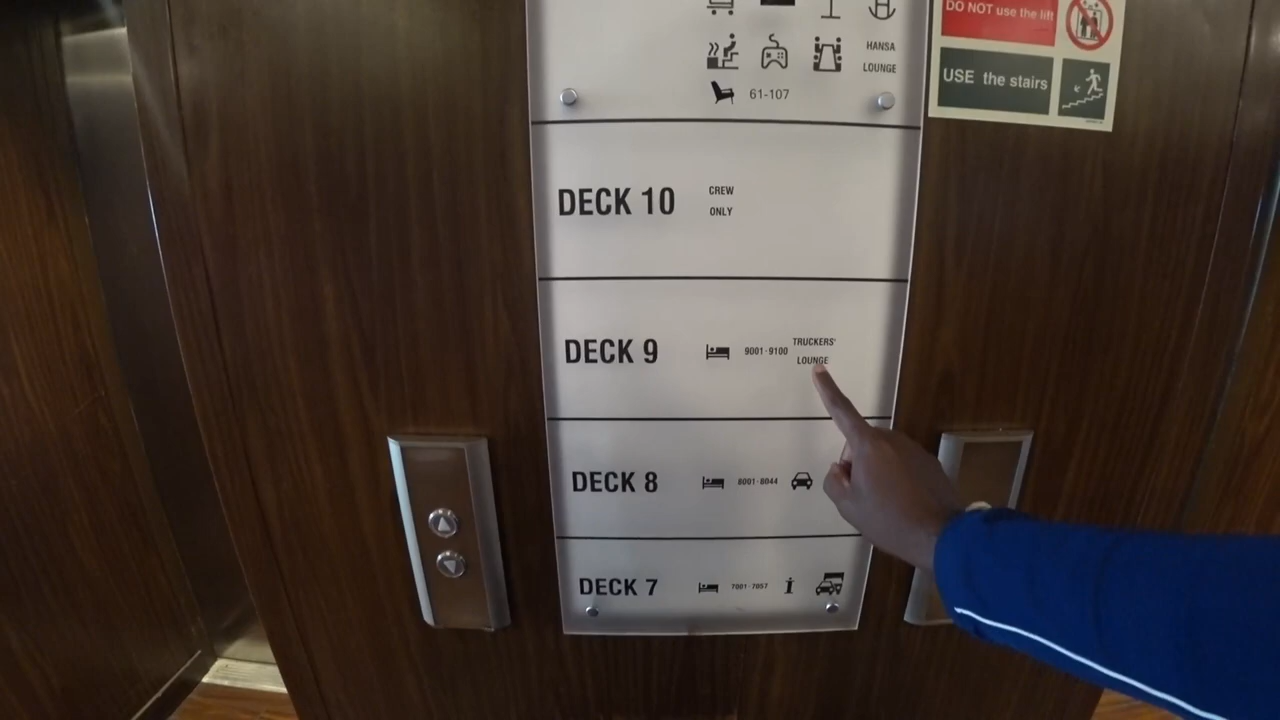 DO NOT use the lift
USE the stairs
HANSA
LOUNGE
61-107
DECK 10
CREW
ONLY
DECK 9
9001-9100
TRUCKERS'
LOUNGE
DECK 8
8001-8044
DECK 7
7001-7057
i